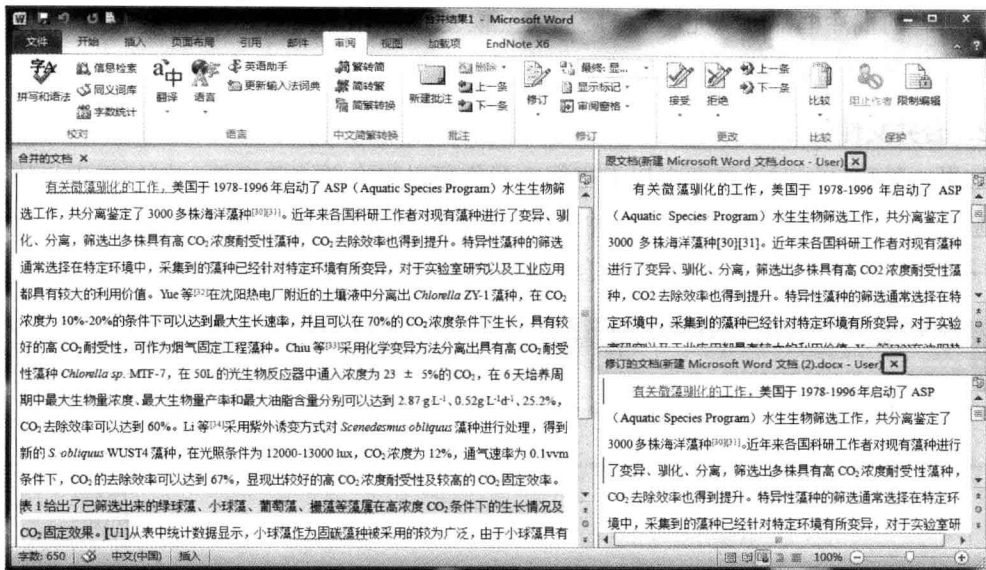 合并结果1 - Microsoft Word
文件 开始 插入 页面布局 引用 邮件 审阅 视图 加载项 EndNote X6
拼写和语法
信息检索
同义词库
字数统计
校对
翻译
语言
英语助手
更新输入法词典
语言
繁转简
简转繁
简繁转换
中文简繁转换
新建批注
删除
上一条
下一条
批注
修订
最终: 显...
显示标记
审阅窗格
修订
接受
拒绝
上一条
下一条
更改
比较
比较
阻止作者
限制编辑
保护
合并的文档 ×
有关微藻驯化的工作，美国于 1978-1996 年启动了 ASP（Aquatic Species Program）水生生物筛
选工作，共分离鉴定了 3000 多株海洋藻种[30][31]。近年来各国科研工作者对现有藻种进行了变异、驯
化、分离，筛选出多株具有高 CO₂ 浓度耐受性藻种，CO₂ 去除效率也得到提升。特异性藻种的筛选
通常选择在特定环境中，采集到的藻种已经针对特定环境有所变异，对于实验室研究以及工业应用
都具有较大的利用价值。Yue 等[32]在沈阳热电厂附近的土壤液中分离出 Chlorella ZY-1 藻种，在 CO₂
浓度为 10%-20%的条件下可以达到最大生长速率，并且可以在 70%的 CO₂ 浓度条件下生长，具有较
好的高 CO₂ 耐受性，可作为烟气固定工程藻种。Chiu 等[33]采用化学变异方法分离出具有高 CO₂ 耐受
性藻种 Chlorella sp. MTF-7，在 50L 的光生物反应器中通入浓度为 23 ± 5%的 CO₂，在 6 天培养周
期中最大生物量浓度、最大生物量产率和最大油脂含量分别可以达到 2.87 g L⁻¹、0.52g L⁻¹d⁻¹、25.2%，
CO₂ 去除效率可以达到 60%。Li 等[34]采用紫外诱变方式对 Scenedesmus obliquus 藻种进行处理，得到
新的 S. obliquus WUST4 藻种，在光照条件为 12000-13000 lux，CO₂ 浓度为 12%，通气速率为 0.1vvm
条件下，CO₂ 的去除效率可以达到 67%，显现出较好的高 CO₂ 浓度耐受性及较高的 CO₂ 固定效率。
表 1 给出了已筛选出来的绿球藻、小球藻、葡萄藻、栅藻等藻属在高浓度 CO₂ 条件下的生长情况及
CO₂ 固定效果。[U1]从表中统计数据显示，小球藻作为固碳藻种被采用的较为广泛，由于小球藻具有
原文档(新建 Microsoft Word 文档.docx - User) ×
有关微藻驯化的工作，美国于 1978-1996 年启动了 ASP
（Aquatic Species Program）水生生物筛选工作，共分离鉴定了
3000 多株海洋藻种[30][31]。近年来各国科研工作者对现有藻种
进行了变异、驯化、分离，筛选出多株具有高 CO2 浓度耐受性藻
种，CO2 去除效率也得到提升。特异性藻种的筛选通常选择在特
定环境中，采集到的藻种已经针对特定环境有所变异，对于实验
修订的文档(新建 Microsoft Word 文档 (2).docx - User) ×
有关微藻驯化的工作，美国于 1978-1996 年启动了 ASP
（Aquatic Species Program）水生生物筛选工作，共分离鉴定了
3000 多株海洋藻种[30][31]。近年来各国科研工作者对现有藻种进行
了变异、驯化、分离，筛选出多株具有高 CO₂ 浓度耐受性藻种，
CO₂ 去除效率也得到提升。特异性藻种的筛选通常选择在特定环
境中，采集到的藻种已经针对特定环境有所变异，对于实验室研
字数: 650 中文(中国) 插入 100%